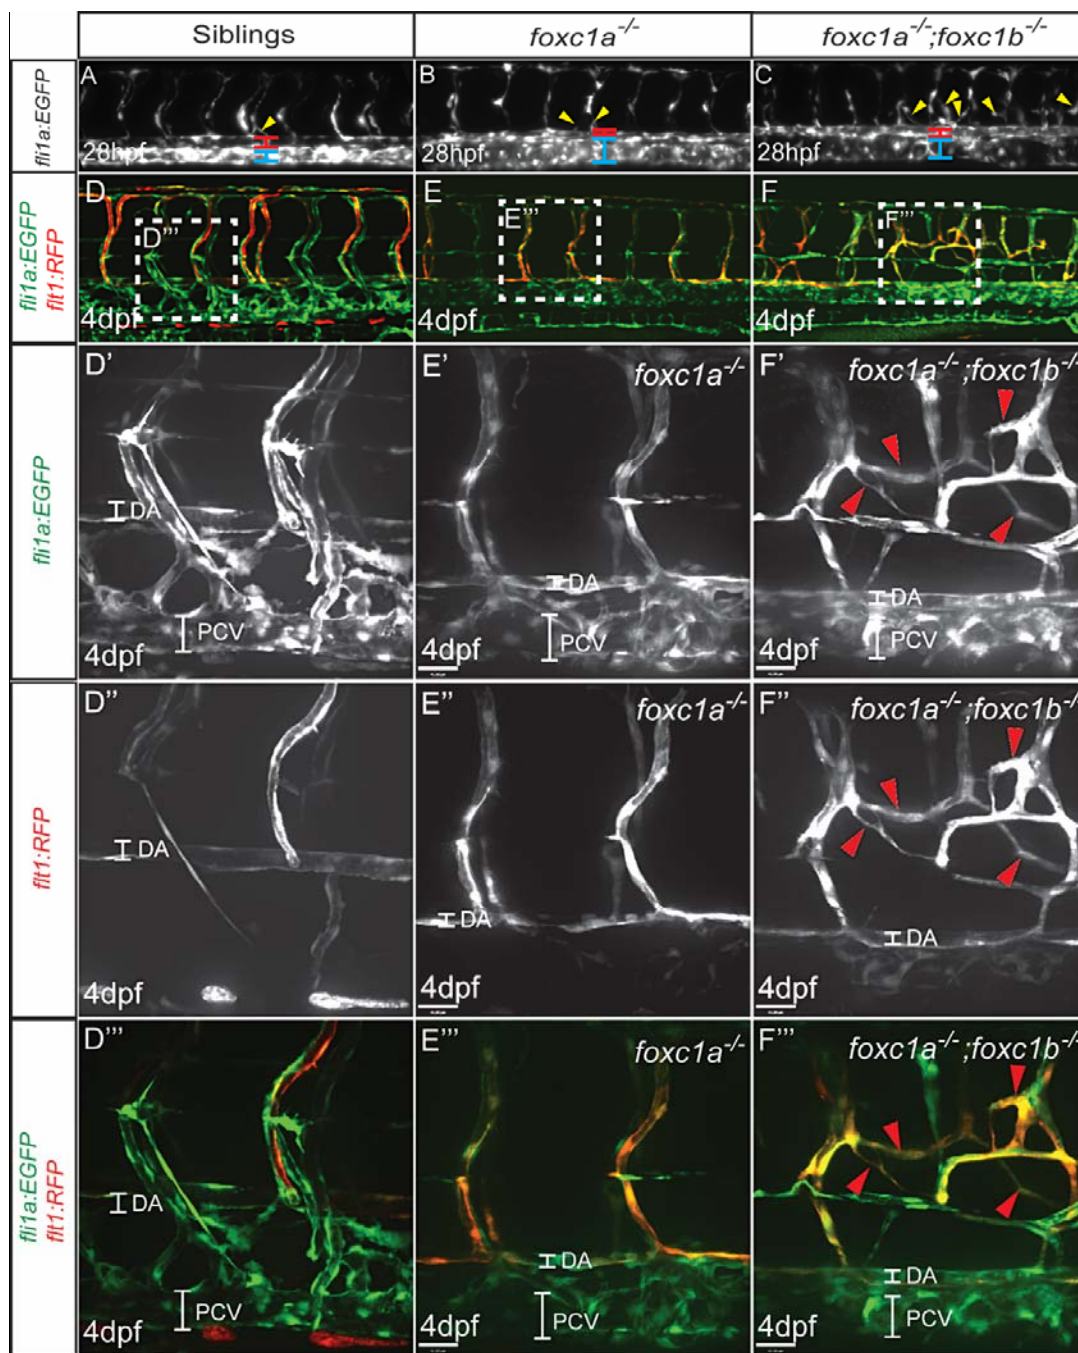 Siblings
foxc1a-/-
foxc1a-/-;foxc1b-/-
fli1a:EGFP
A
28hpf
B
28hpf
C
28hpf
fli1a:EGFP
flt1:RFP
D
D'''
4dpf
E
E'''
4dpf
F
F'''
4dpf
fli1a:EGFP
D'
DA
PCV
4dpf
E'
foxc1a-/-
DA
PCV
4dpf
F'
foxc1a-/-;foxc1b-/-
DA
PCV
4dpf
flt1:RFP
D''
DA
4dpf
E''
foxc1a-/-
DA
4dpf
F''
foxc1a-/-;foxc1b-/-
DA
4dpf
fli1a:EGFP
flt1:RFP
D'''
DA
PCV
4dpf
E'''
foxc1a-/-
DA
PCV
4dpf
F'''
foxc1a-/-;foxc1b-/-
DA
PCV
4dpf